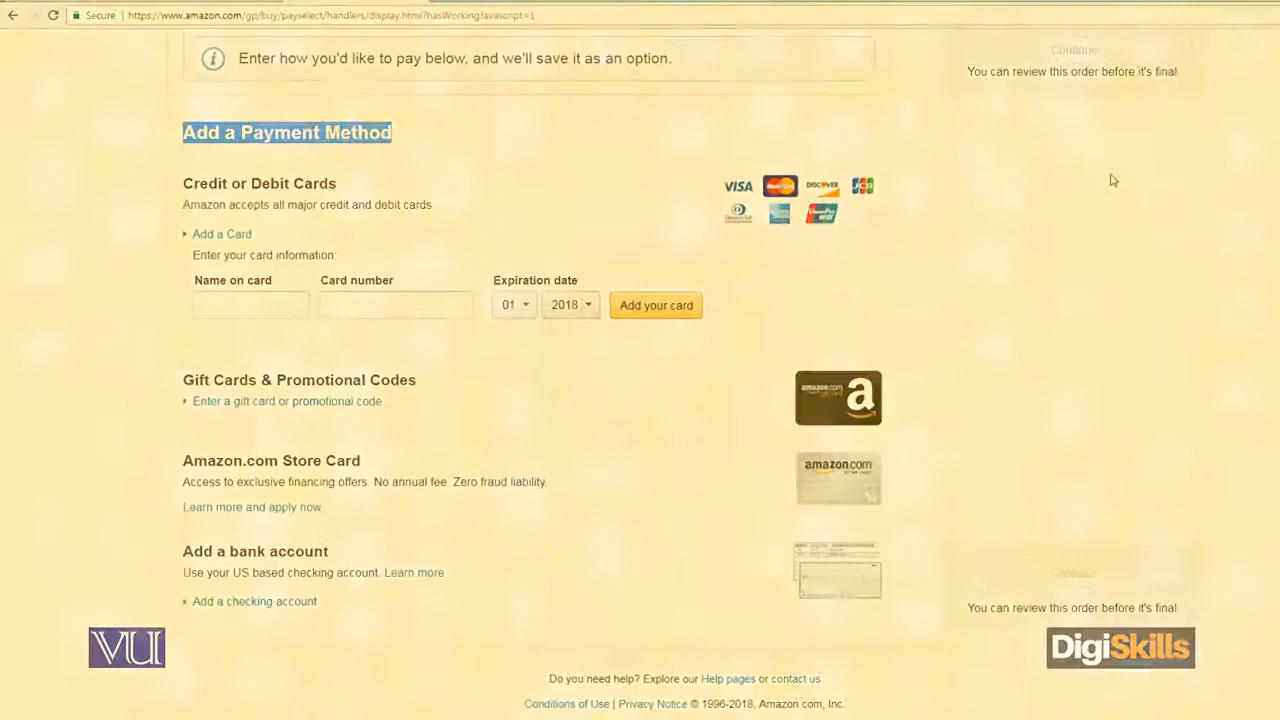 Secure https://www.amazon.com/gp/buy/payselect/handlers/display.html?hasWorkingJavascript=1
Enter how you'd like to pay below, and we'll save it as an option.
Continue
You can review this order before it's final.
Add a Payment Method
Credit or Debit Cards
Amazon accepts all major credit and debit cards
VISA MasterCard DISCOVER JCB
Add a Card
Enter your card information:
Name on card Card number Expiration date
01 2018 Add your card
Gift Cards & Promotional Codes
Enter a gift card or promotional code
amazon.com a
Amazon.com Store Card
Access to exclusive financing offers. No annual fee. Zero fraud liability.
Learn more and apply now
amazon.com
Add a bank account
Use your US based checking account. Learn more
Add a checking account
Continue
You can review this order before it's final.
VU
DigiSkills
Do you need help? Explore our Help pages or contact us
Conditions of Use | Privacy Notice © 1996-2018, Amazon.com, Inc.